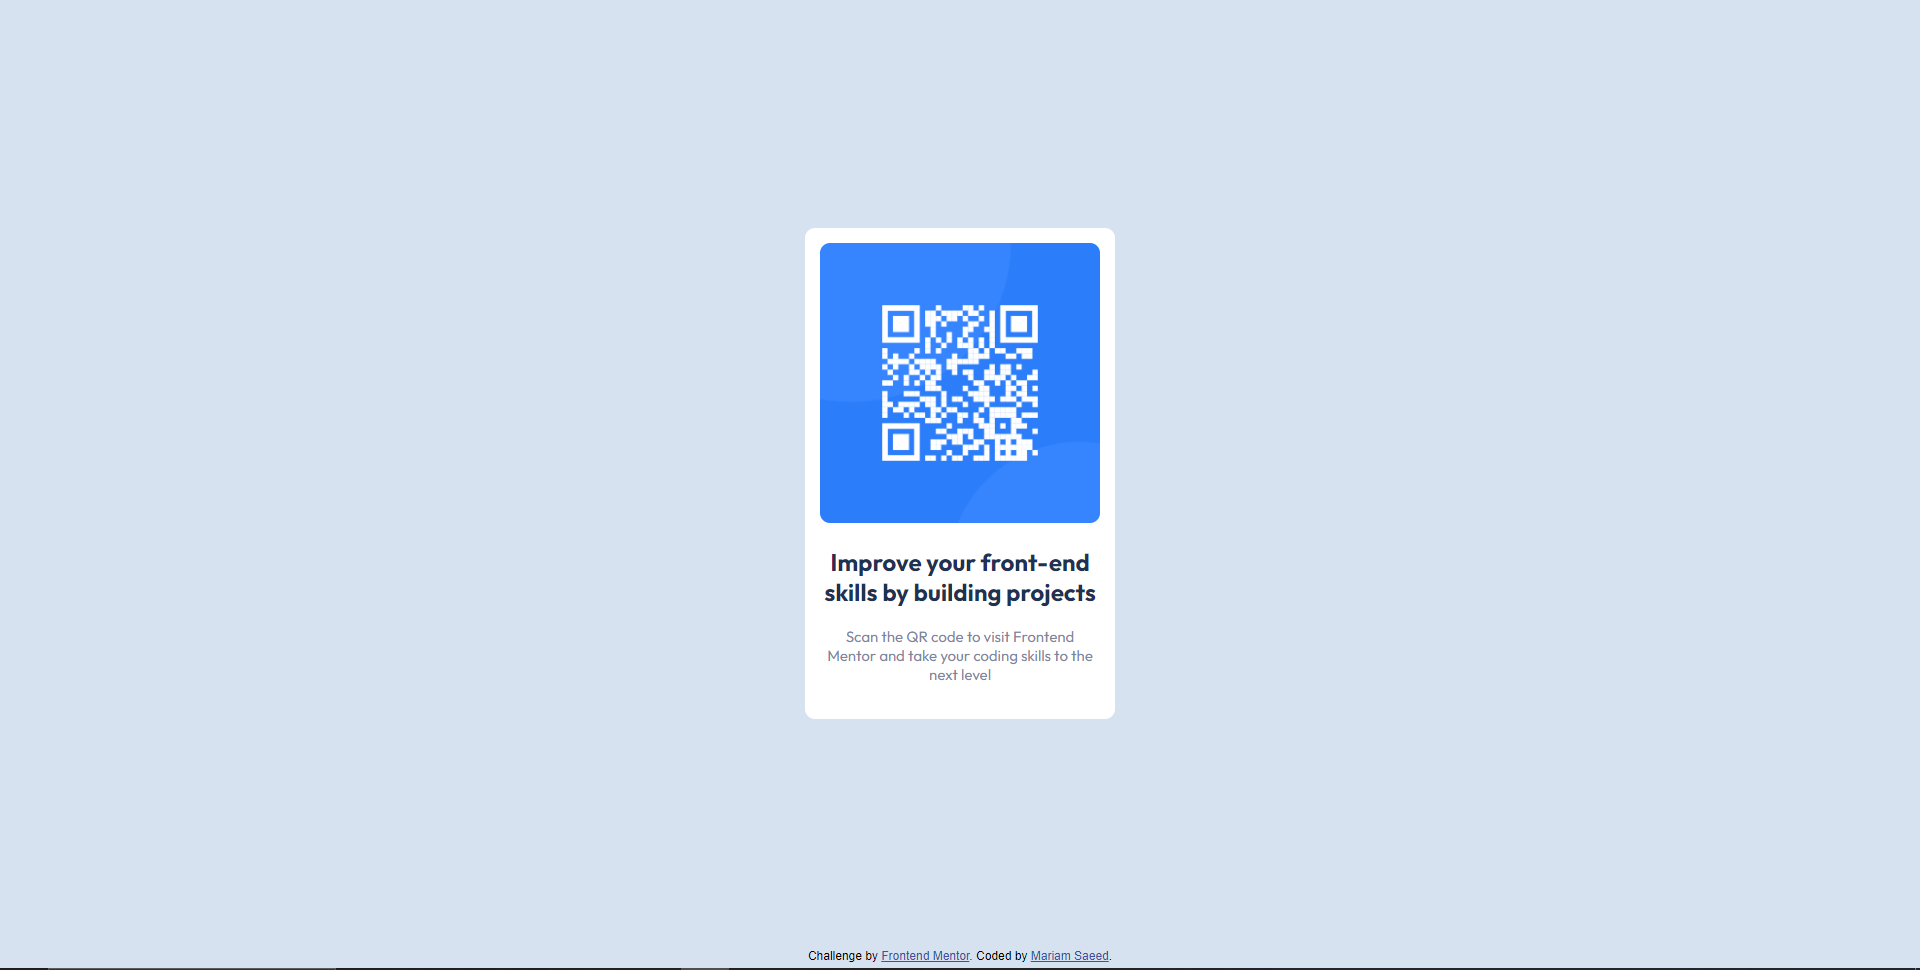 Improve your front-end
skills by building projects
Scan the QR code to visit Frontend
Mentor and take your coding skills to the
next level
Challenge by Frontend Mentor. Coded by Mariam Saeed.